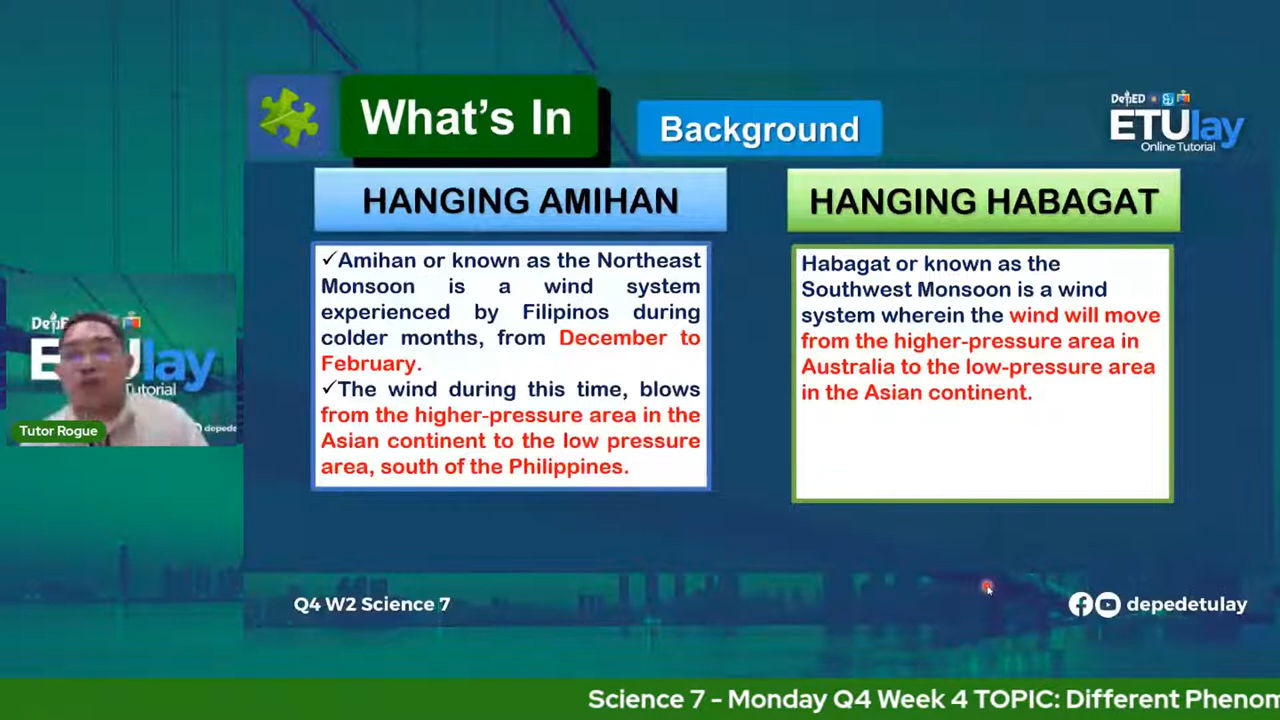 What's In
Background
DepED
ETUlay
Online Tutorial
HANGING AMIHAN
HANGING HABAGAT
✓Amihan or known as the Northeast
Monsoon is a wind system
experienced by Filipinos during
colder months, from December to
February.
✓The wind during this time, blows
from the higher-pressure area in the
Asian continent to the low pressure
area, south of the Philippines.
Habagat or known as the
Southwest Monsoon is a wind
system wherein the wind will move
from the higher-pressure area in
Australia to the low-pressure area
in the Asian continent.
Tutor Rogue
Q4 W2 Science 7
depedetulay
Science 7 - Monday Q4 Week 4 TOPIC: Different Phenom